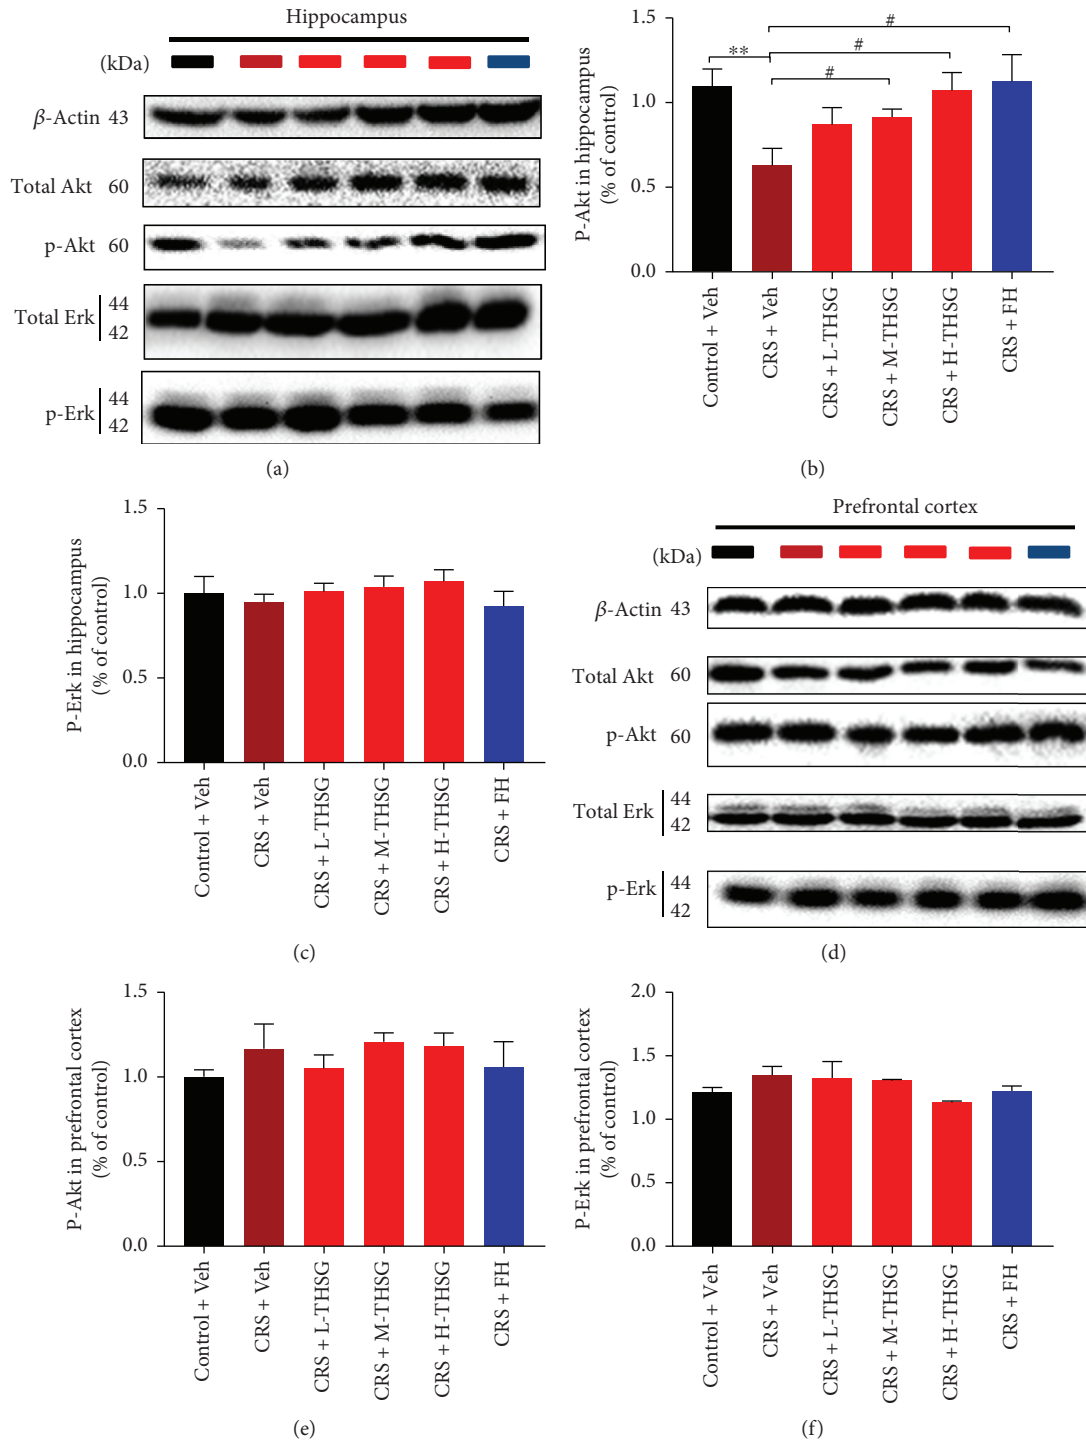 Hippocampus
(kDa)
β-Actin 43
Total Akt 60
p-Akt 60
Total Erk 44
42
p-Erk 44
42
(a)
P-Akt in hippocampus
(% of control)
1.5
1.0
0.5
0.0
**
#
#
#
Control + Veh
CRS + Veh
CRS + L-THSG
CRS + M-THSG
CRS + H-THSG
CRS + FH
(b)
P-Erk in hippocampus
(% of control)
1.5
1.0
0.5
0.0
Control + Veh
CRS + Veh
CRS + L-THSG
CRS + M-THSG
CRS + H-THSG
CRS + FH
(c)
Prefrontal cortex
(kDa)
β-Actin 43
Total Akt 60
p-Akt 60
Total Erk 44
42
p-Erk 44
42
(d)
P-Akt in prefrontal cortex
(% of control)
1.5
1.0
0.5
0.0
Control + Veh
CRS + Veh
CRS + L-THSG
CRS + M-THSG
CRS + H-THSG
CRS + FH
(e)
P-Erk in prefrontal cortex
(% of control)
2.0
1.5
1.0
0.5
0.0
Control + Veh
CRS + Veh
CRS + L-THSG
CRS + M-THSG
CRS + H-THSG
CRS + FH
(f)